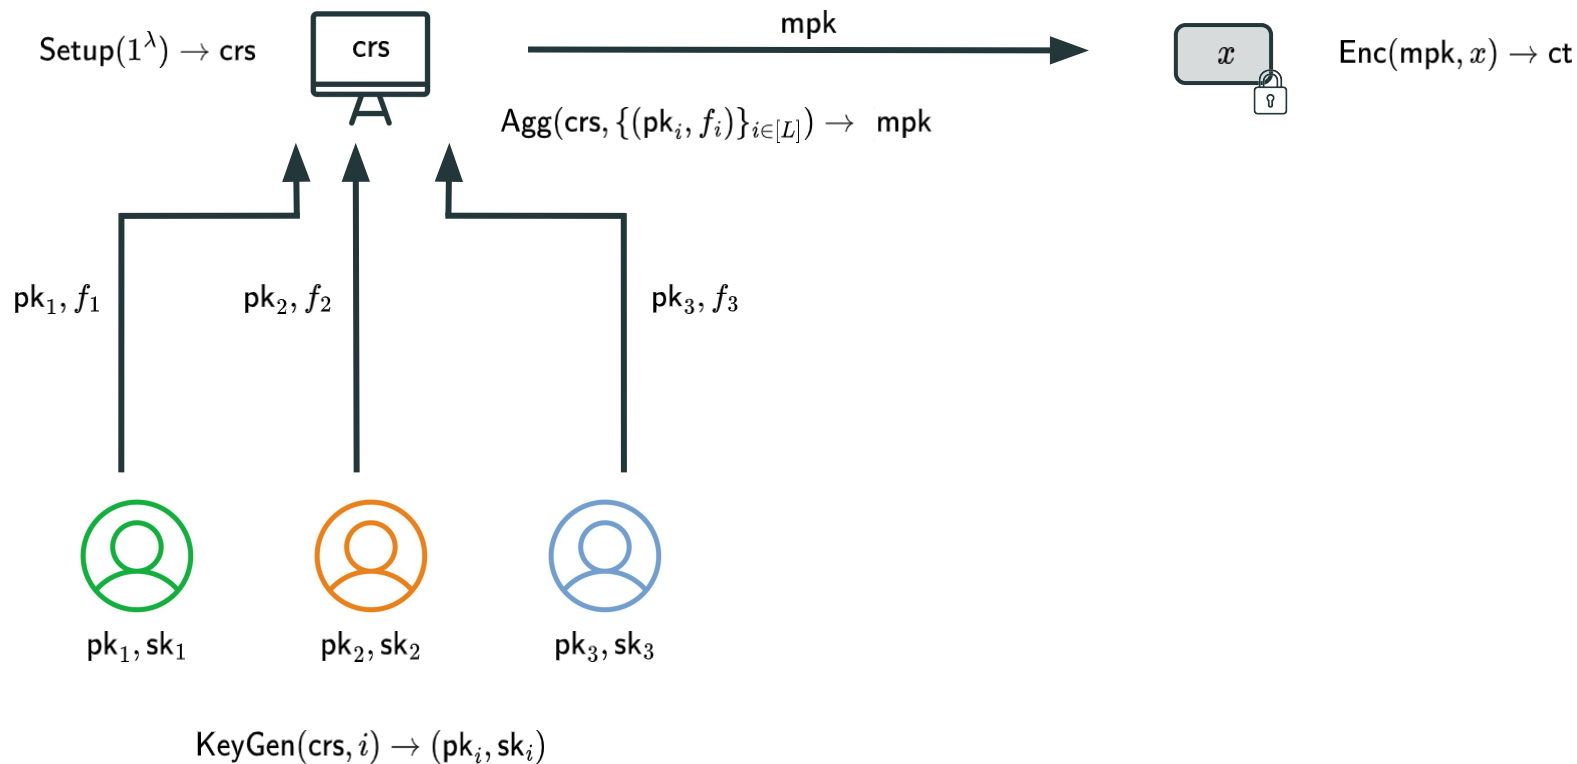 mpk
Setup(1^λ) → crs
crs
x
Enc(mpk, x) → ct
Agg(crs, {(pk_i, f_i)}_{i∈[L]}) → mpk
pk_1, f_1
pk_2, f_2
pk_3, f_3
pk_1, sk_1
pk_2, sk_2
pk_3, sk_3
KeyGen(crs, i) → (pk_i, sk_i)